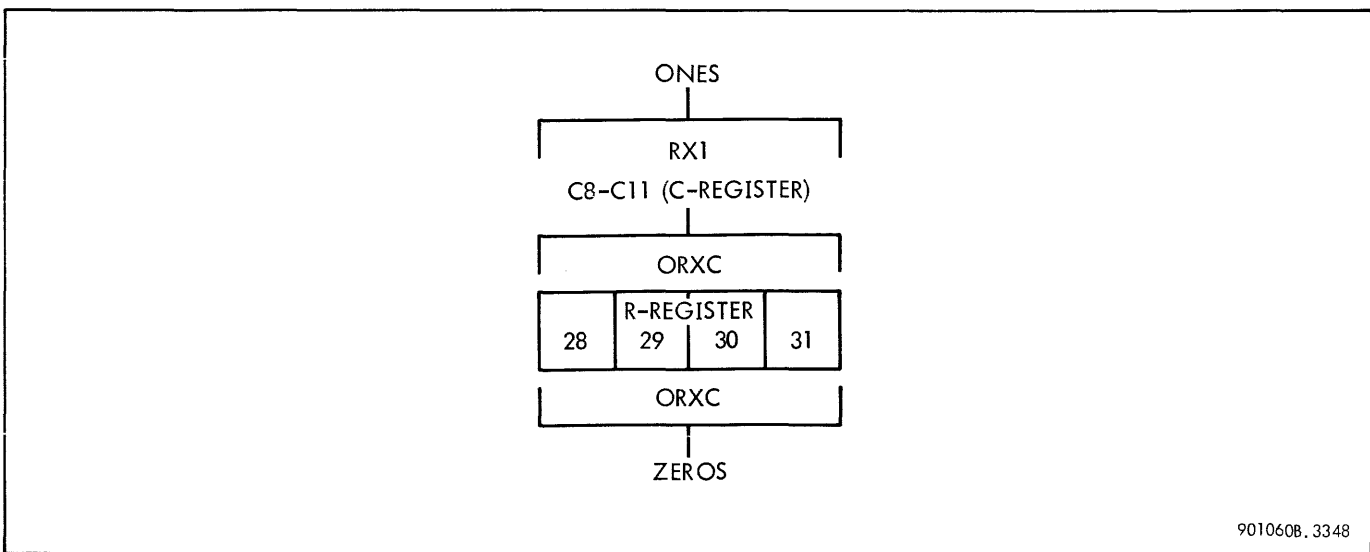 ONES
RX1
C8-C11 (C-REGISTER)
ORXC
R-REGISTER
28 29 30 31
ORXC
ZEROS
901060B.3348